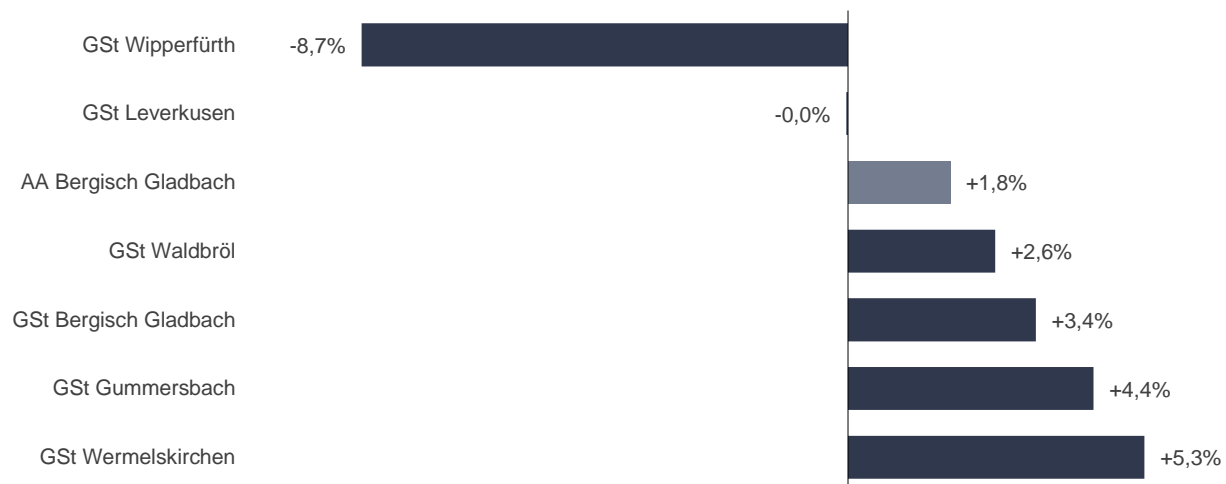 GSt Wipperfürth -8,7%
GSt Leverkusen -0,0%
AA Bergisch Gladbach +1,8%
GSt Waldbröl +2,6%
GSt Bergisch Gladbach +3,4%
GSt Gummersbach +4,4%
GSt Wermelskirchen +5,3%